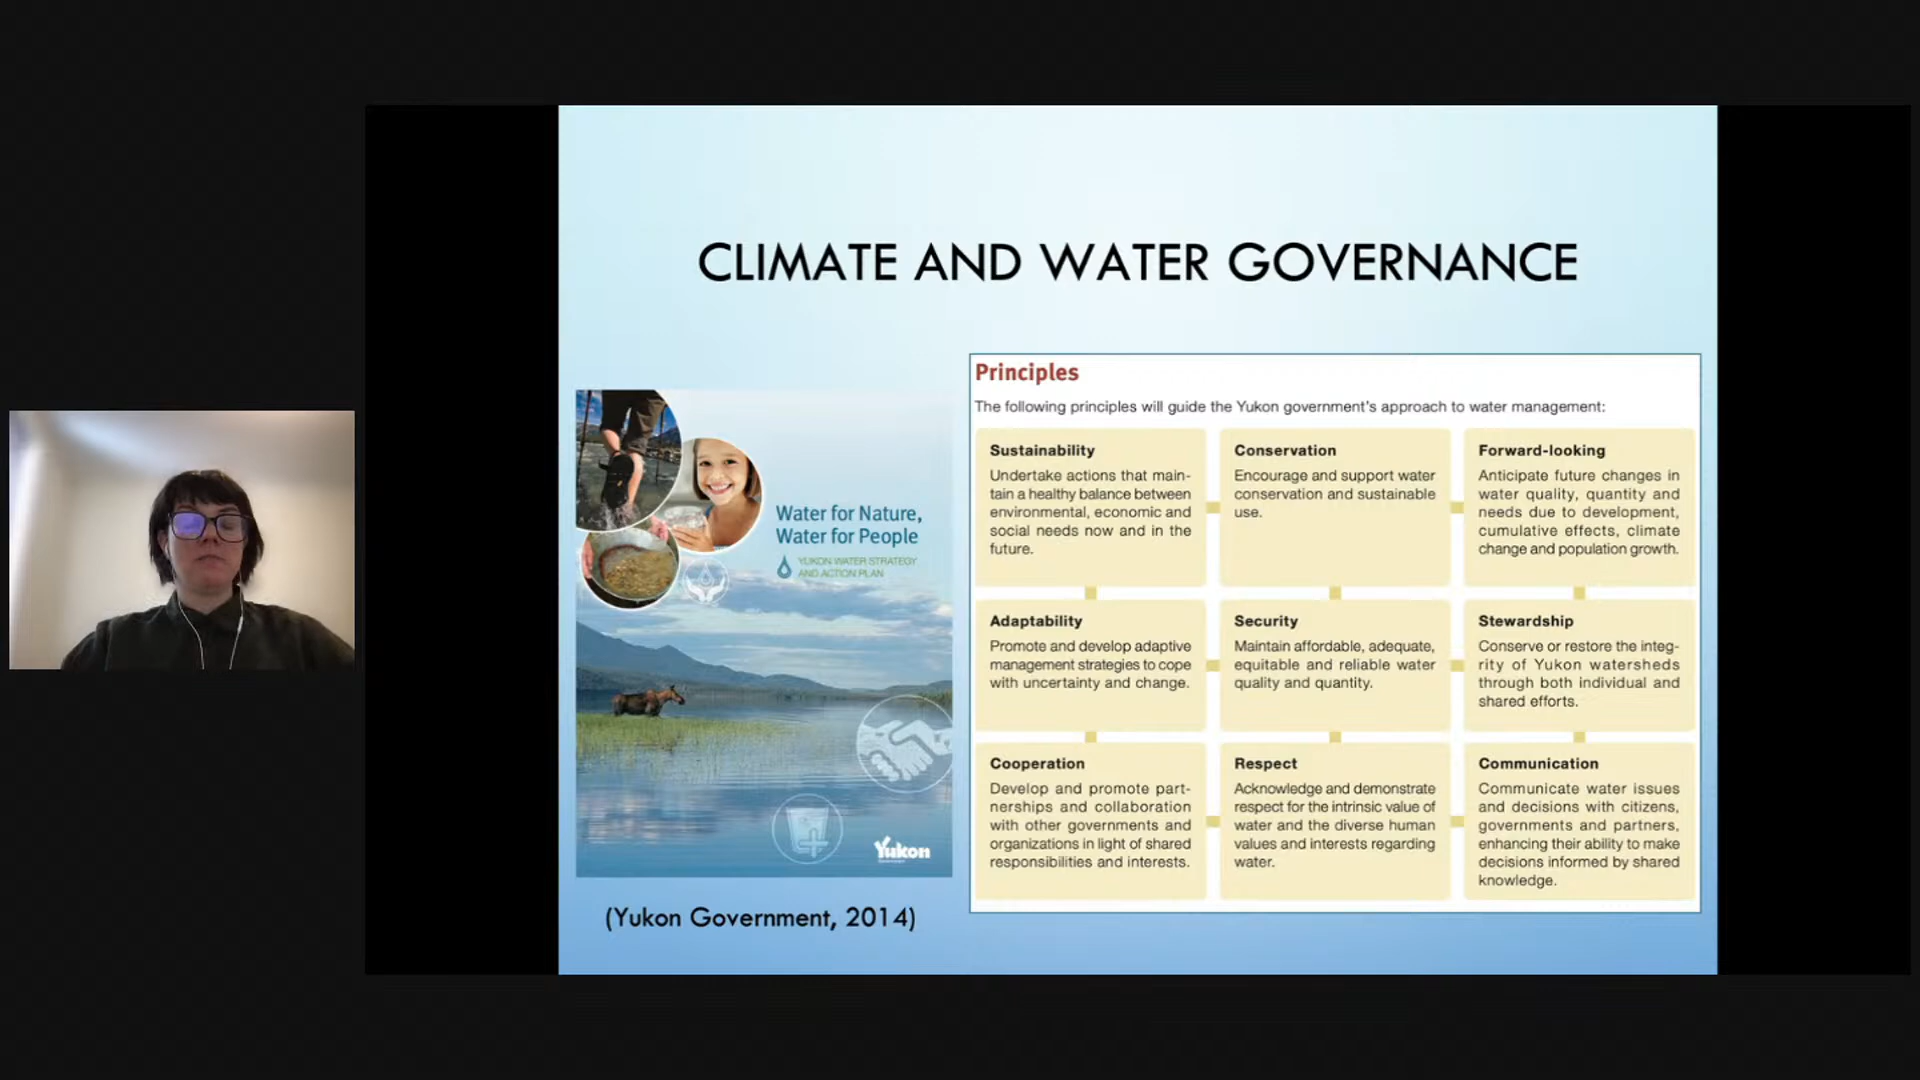 CLIMATE AND WATER GOVERNANCE
Water for Nature,
Water for People
YUKON WATER STRATEGY
AND ACTION PLAN
Yukon
(Yukon Government, 2014)
Principles
The following principles will guide the Yukon government's approach to water management:
Sustainability
Undertake actions that main-
tain a healthy balance between
environmental, economic and
social needs now and in the
future.
Conservation
Encourage and support water
conservation and sustainable
use.
Forward-looking
Anticipate future changes in
water quality, quantity and
needs due to development,
cumulative effects, climate
change and population growth.
Adaptability
Promote and develop adaptive
management strategies to cope
with uncertainty and change.
Security
Maintain affordable, adequate,
equitable and reliable water
quality and quantity.
Stewardship
Conserve or restore the integ-
rity of Yukon watersheds
through both individual and
shared efforts.
Cooperation
Develop and promote part-
nerships and collaboration
with other governments and
organizations in light of shared
responsibilities and interests.
Respect
Acknowledge and demonstrate
respect for the intrinsic value of
water and the diverse human
values and interests regarding
water.
Communication
Communicate water issues
and decisions with citizens,
governments and partners,
enhancing their ability to make
decisions informed by shared
knowledge.